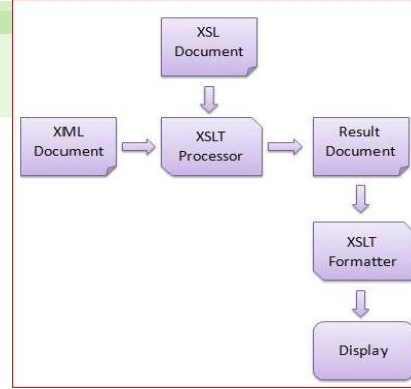 XSL
Document
XML
Document
XSLT
Processor
Result
Document
XSLT
Formatter
Display